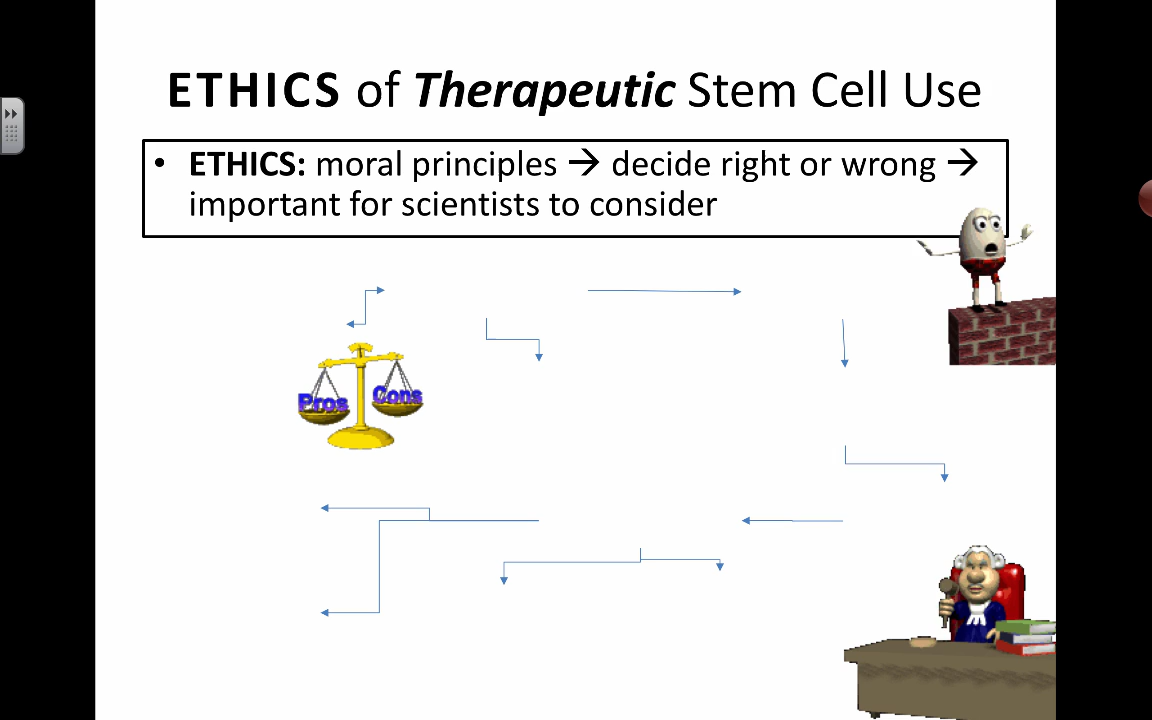 ETHICS of Therapeutic Stem Cell Use
• ETHICS: moral principles → decide right or wrong →
important for scientists to consider
Pros Cons